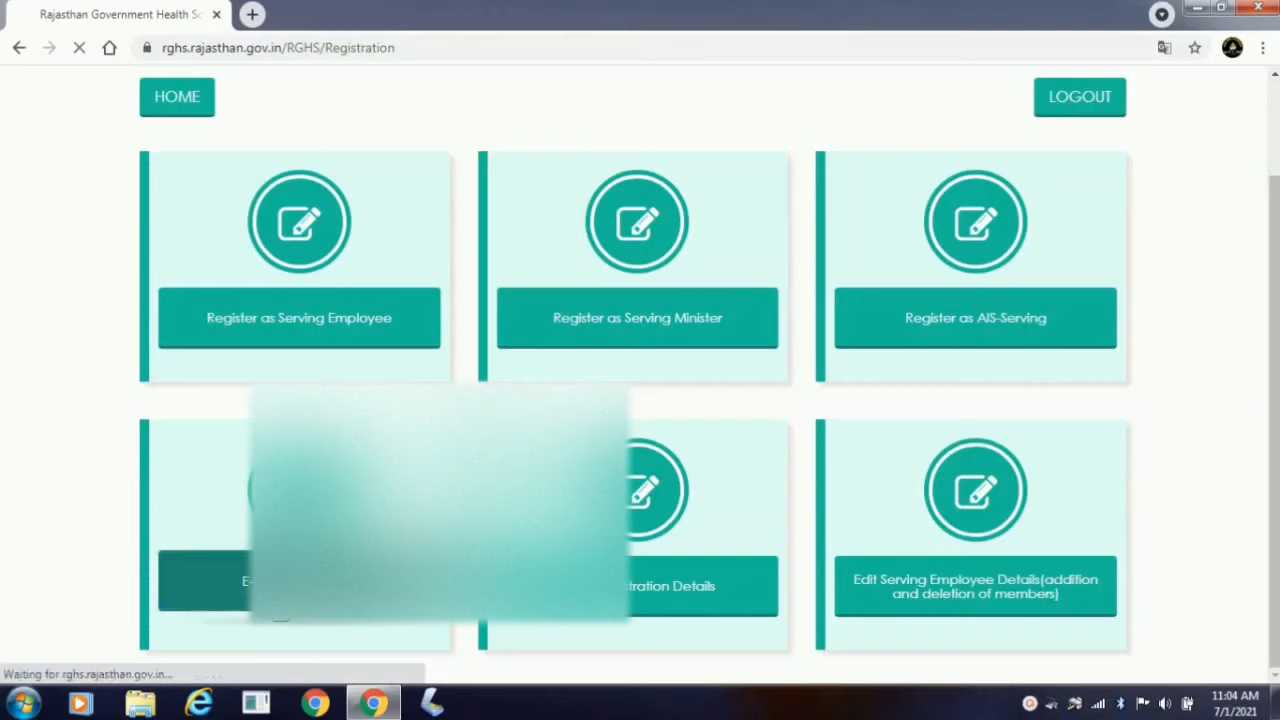 Rajasthan Government Health Sc
rghs.rajasthan.gov.in/RGHS/Registration
HOME
LOGOUT
Register as Serving Employee
Register as Serving Minister
Register as AIS-Serving
E-
tration Details
Edit Serving Employee Details(addition
and deletion of members)
Waiting for rghs.rajasthan.gov.in...
11:04 AM
7/1/2021